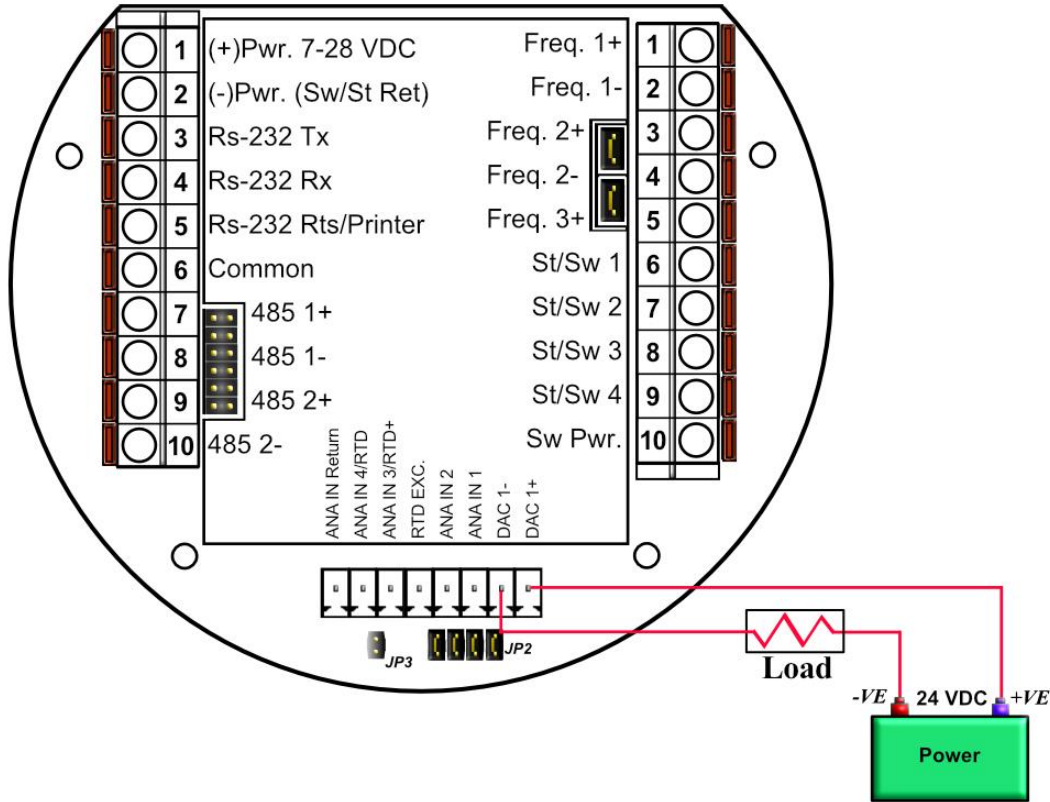 1 (+)Pwr. 7-28 VDC
2 (-)Pwr. (Sw/St Ret)
3 Rs-232 Tx
4 Rs-232 Rx
5 Rs-232 Rts/Printer
6 Common
7 485 1+
8 485 1-
9 485 2+
10 485 2-
Freq. 1+ 1
Freq. 1- 2
Freq. 2+ 3
Freq. 2- 4
Freq. 3+ 5
St/Sw 1 6
St/Sw 2 7
St/Sw 3 8
St/Sw 4 9
Sw Pwr. 10
ANA IN Return
ANA IN 4/RTD
ANA IN 3/RTD+
RTD EXC.
ANA IN 2
ANA IN 1
DAC 1-
DAC 1+
JP3
JP2
Load
-VE 24 VDC +VE
Power